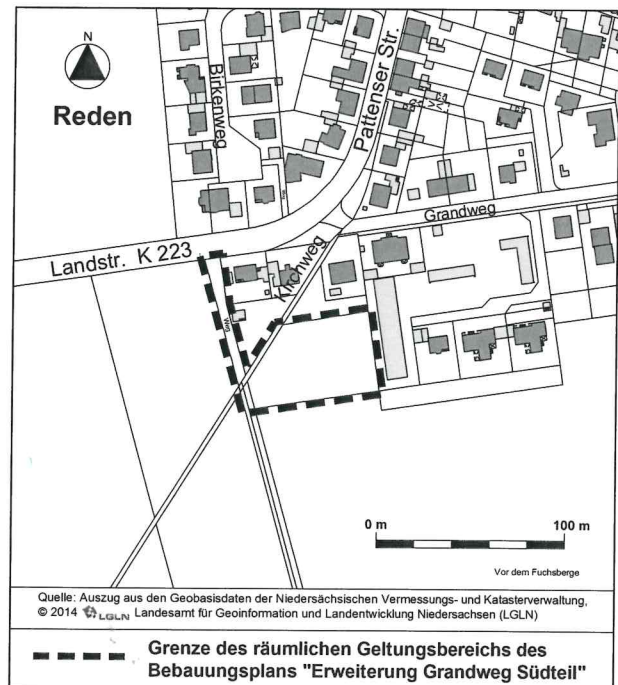 N
Reden
Birkenweg
Pattenser Str.
Weg
Grandweg
Landstr. K 223
Kirchweg
Weg
0 m
100 m
Vor dem Fuchsberge
Quelle: Auszug aus den Geobasisdaten der Niedersächsischen Vermessungs- und Katasterverwaltung,
© 2014 LGLN Landesamt für Geoinformation und Landentwicklung Niedersachsen (LGLN)
Grenze des räumlichen Geltungsbereichs des
Bebauungsplans "Erweiterung Grandweg Südteil"